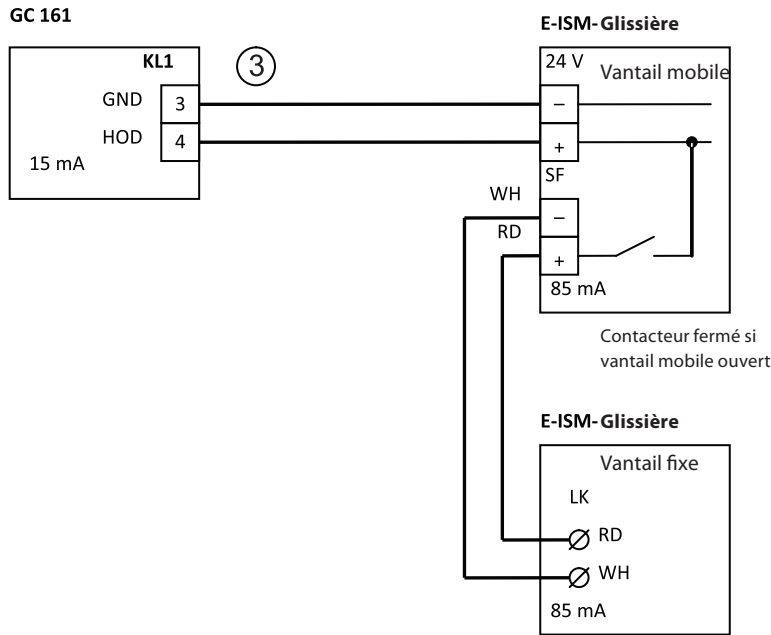 GC 161
KL1
GND 3
HOD 4
15 mA
3
E-ISM-Glissière
24 V
Vantail mobile
–
+
SF
WH –
RD +
85 mA
Contacteur fermé si
vantail mobile ouvert
E-ISM-Glissière
Vantail fixe
LK
RD
WH
85 mA